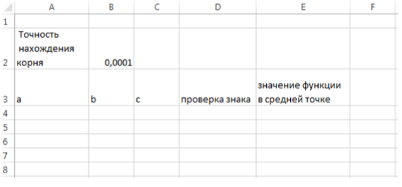 A B C D E F
1
Точность
нахождения
2 корня 0,0001
значение функции
3 a b c проверка знака в средней точке
4
5
6
7
8